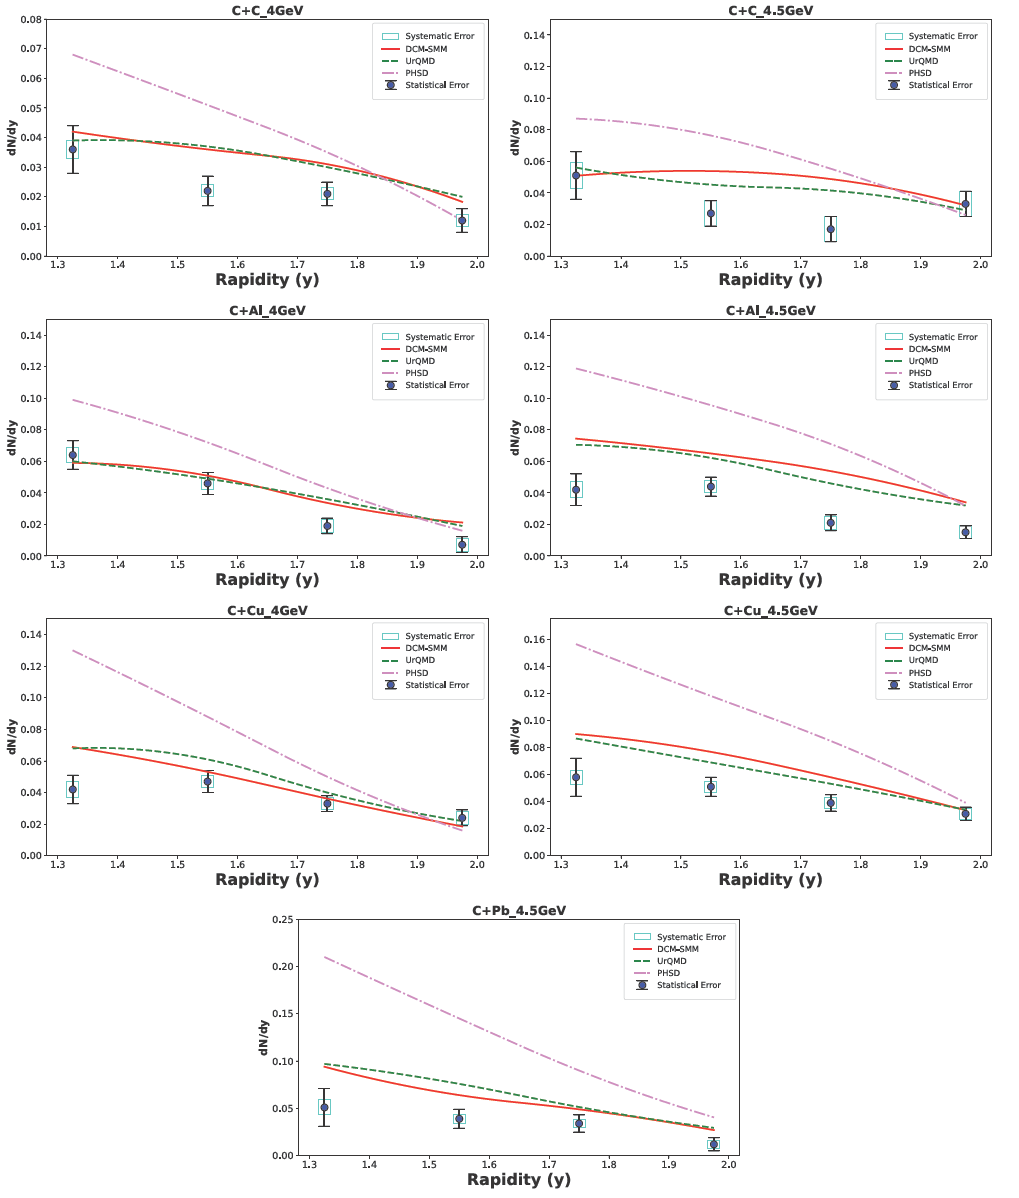 C+C_4GeV
0.08
0.07
0.06
0.05
0.04
0.03
0.02
0.01
0.00
dN/dy
Systematic Error
DCM-SMM
UrQMD
PHSD
Statistical Error
1.3 1.4 1.5 1.6 1.7 1.8 1.9 2.0
Rapidity (y)
C+C_4.5GeV
0.14
0.12
0.10
0.08
0.06
0.04
0.02
0.00
dN/dy
Systematic Error
DCM-SMM
UrQMD
PHSD
Statistical Error
1.3 1.4 1.5 1.6 1.7 1.8 1.9 2.0
Rapidity (y)
C+Al_4GeV
0.14
0.12
0.10
0.08
0.06
0.04
0.02
0.00
dN/dy
Systematic Error
DCM-SMM
UrQMD
PHSD
Statistical Error
1.3 1.4 1.5 1.6 1.7 1.8 1.9 2.0
Rapidity (y)
C+Al_4.5GeV
0.14
0.12
0.10
0.08
0.06
0.04
0.02
0.00
dN/dy
Systematic Error
DCM-SMM
UrQMD
PHSD
Statistical Error
1.3 1.4 1.5 1.6 1.7 1.8 1.9 2.0
Rapidity (y)
C+Cu_4GeV
0.14
0.12
0.10
0.08
0.06
0.04
0.02
0.00
dN/dy
Systematic Error
DCM-SMM
UrQMD
PHSD
Statistical Error
1.3 1.4 1.5 1.6 1.7 1.8 1.9 2.0
Rapidity (y)
C+Cu_4.5GeV
0.16
0.14
0.12
0.10
0.08
0.06
0.04
0.02
0.00
dN/dy
Systematic Error
DCM-SMM
UrQMD
PHSD
Statistical Error
1.3 1.4 1.5 1.6 1.7 1.8 1.9 2.0
Rapidity (y)
C+Pb_4.5GeV
0.25
0.20
0.15
0.10
0.05
0.00
dN/dy
Systematic Error
DCM-SMM
UrQMD
PHSD
Statistical Error
1.3 1.4 1.5 1.6 1.7 1.8 1.9 2.0
Rapidity (y)